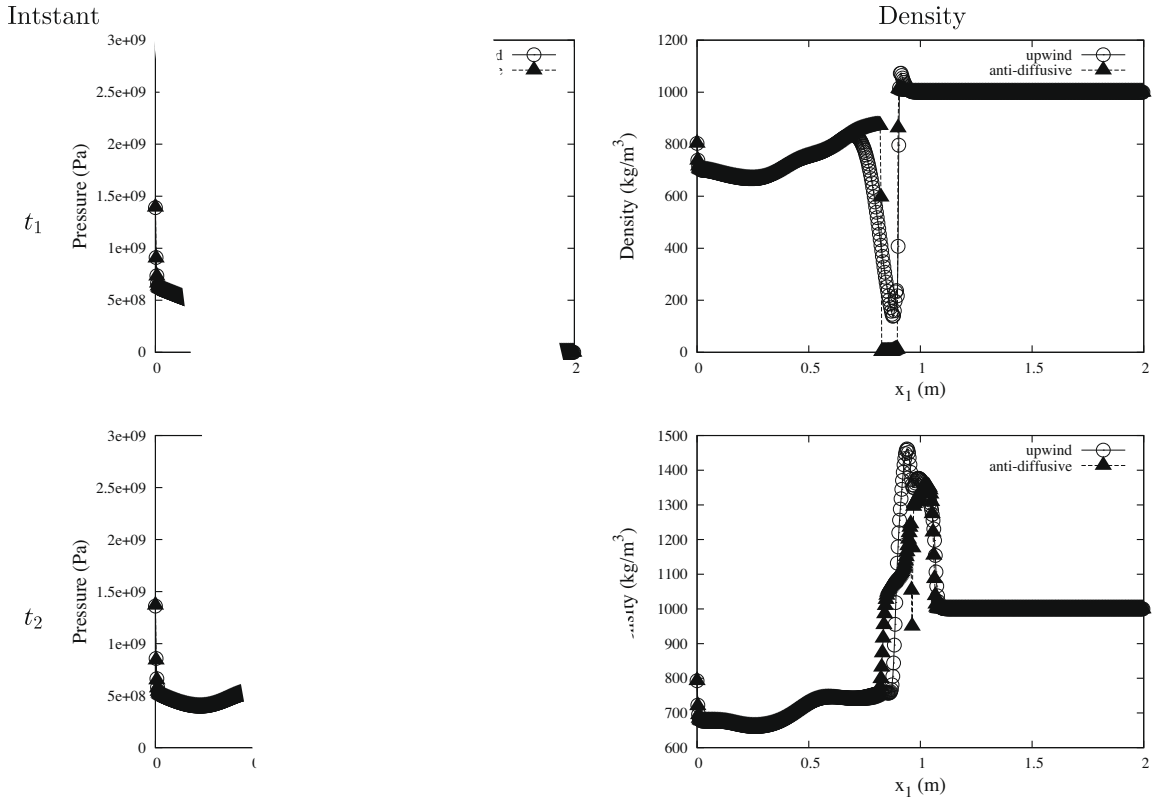 Intstant Density
3e+09
2.5e+09
2e+09
1.5e+09
1e+09
5e+08
0
Pressure (Pa)
t1
0
2
1200
1000
800
600
400
200
0
Density (kg/m3)
upwind
anti-diffusive
0 0.5 1 1.5 2
x1 (m)
3e+09
2.5e+09
2e+09
1.5e+09
1e+09
5e+08
0
Pressure (Pa)
t2
0
1500
1400
1300
1200
1100
1000
900
800
700
600
(kg/m3)
upwind
anti-diffusive
0 0.5 1 1.5 2
x1 (m)